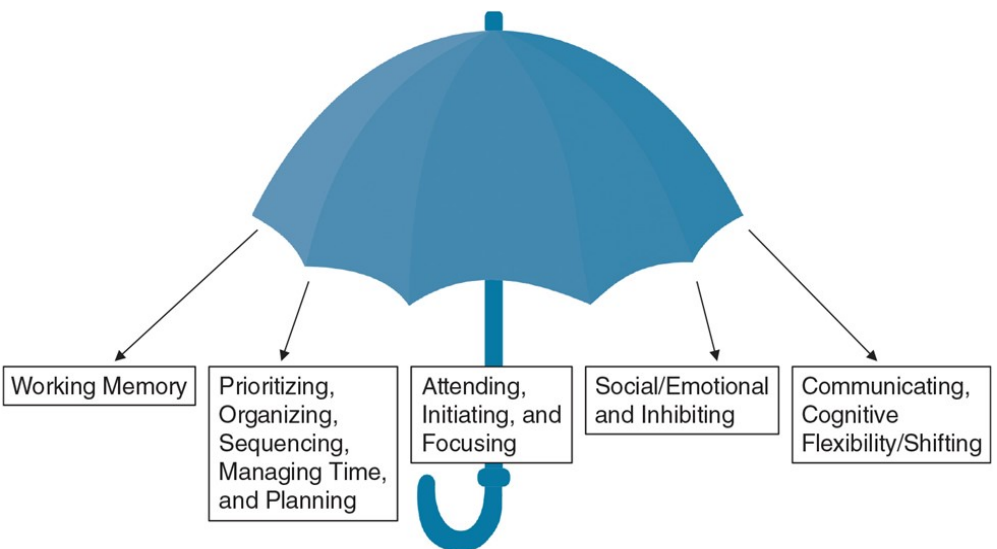 Working Memory
Prioritizing,
Organizing,
Sequencing,
Managing Time,
and Planning
Attending,
Initiating, and
Focusing
Social/Emotional
and Inhibiting
Communicating,
Cognitive
Flexibility/Shifting